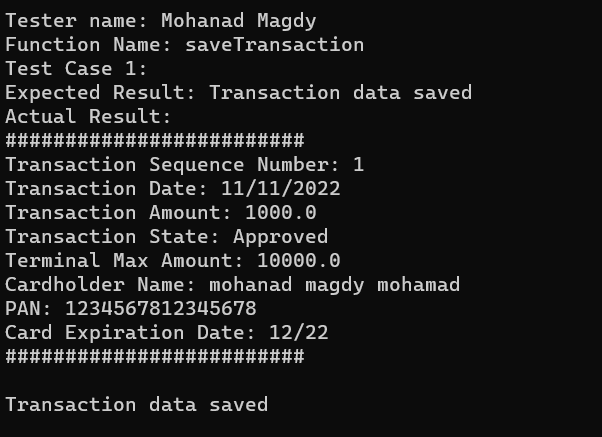 Tester name: Mohanad Magdy
Function Name: saveTransaction
Test Case 1:
Expected Result: Transaction data saved
Actual Result:
#########################
Transaction Sequence Number: 1
Transaction Date: 11/11/2022
Transaction Amount: 1000.0
Transaction State: Approved
Terminal Max Amount: 10000.0
Cardholder Name: mohanad magdy mohamad
PAN: 1234567812345678
Card Expiration Date: 12/22
#########################
Transaction data saved